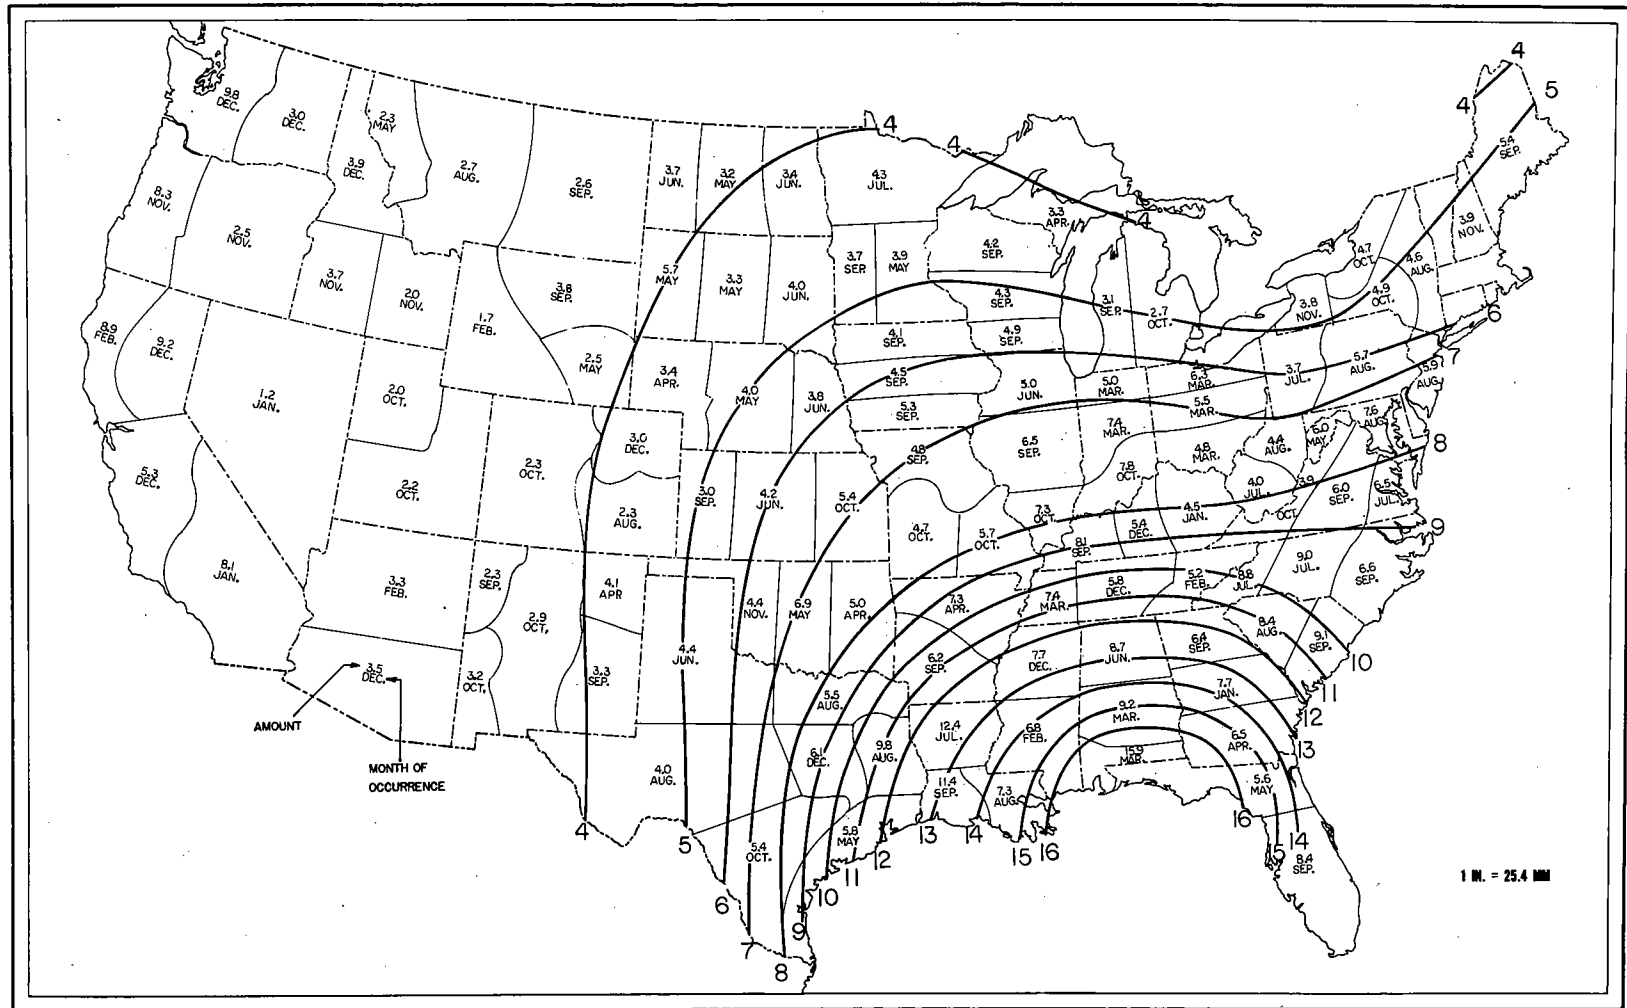 4
4
5
9.8
DEC.
3.0
DEC.
2.3
MAY
3.9
DEC.
2.7
AUG.
2.6
SEP.
3.7
JUN.
3.2
MAY
3.4
JUN.
4
4
4.3
JUL.
3.3
APR.
4
5.4
SEP.
3.9
NOV.
8.3
NOV.
2.5
NOV.
3.7
NOV.
2.0
NOV.
1.7
FEB.
3.8
SEP.
5.7
MAY
3.3
MAY
4.0
JUN.
3.7
SEP
3.9
MAY
4.2
SEP.
4.3
SEP.
3.1
SEP.
2.7
OCT.
4.7
OCT.
4.6
AUG.
4.9
OCT.
3.8
NOV.
6
8.9
FEB.
9.2
DEC.
1.2
JAN.
2.0
OCT.
2.5
MAY
3.4
APR.
4.0
MAY
3.8
JUN.
4.1
SEP.
4.9
SEP.
4.5
SEP.
5.3
SEP.
5.0
JUN.
5.0
MAR.
6.3
MAR.
5.5
MAR.
3.7
JUL.
5.7
AUG.
5.9
AUG.
7
5.3
DEC.
2.2
OCT.
2.3
OCT.
3.0
DEC.
2.3
AUG.
3.0
SEP.
4.2
JUN.
5.4
OCT.
4.8
SEP.
6.5
SEP.
7.4
MAR.
7.8
OCT.
4.8
MAR.
4.4
AUG.
6.0
MAY
7.6
AUG.
8
4.0
JUL.
3.9
OCT.
6.0
SEP.
6.5
JUL.
9
8.1
JAN.
3.3
FEB.
2.3
SEP.
2.9
OCT.
4.1
APR
4.4
NOV.
6.9
MAY
5.0
APR.
4.7
OCT.
5.7
OCT.
7.3
OCT.
8.1
SEP.
5.4
DEC.
4.5
JAN.
7.3
APR.
7.4
MAR.
5.8
DEC.
5.2
FEB.
8.8
JUL.
9.0
JUL.
6.6
SEP.
3.5
DEC.
3.2
OCT.
3.3
SEP.
4.4
JUN.
5.5
AUG.
6.2
SEP.
7.7
DEC.
8.7
JUN.
6.4
SEP.
8.4
AUG.
9.1
SEP.
10
11
12
13
AMOUNT
MONTH OF
OCCURRENCE
4.0
AUG.
6.1
DEC.
9.8
AUG.
12.4
JUL.
6.8
FEB.
9.2
MAR.
7.7
JAN.
6.5
APR.
15.9
MAR.
11.4
SEP.
7.3
AUG.
5.6
MAY
5.4
OCT.
5.8
MAY
8.4
SEP.
4
5
6
7
8
9
10
11
12
13
14
15
16
16
15
14
1 IN. = 25.4 MM